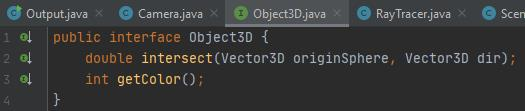 Output.java Camera.java Object3D.java RayTracer.java Scen
1 public interface Object3D {
2 double intersect(Vector3D originSphere, Vector3D dir);
3 int getColor();
4 }